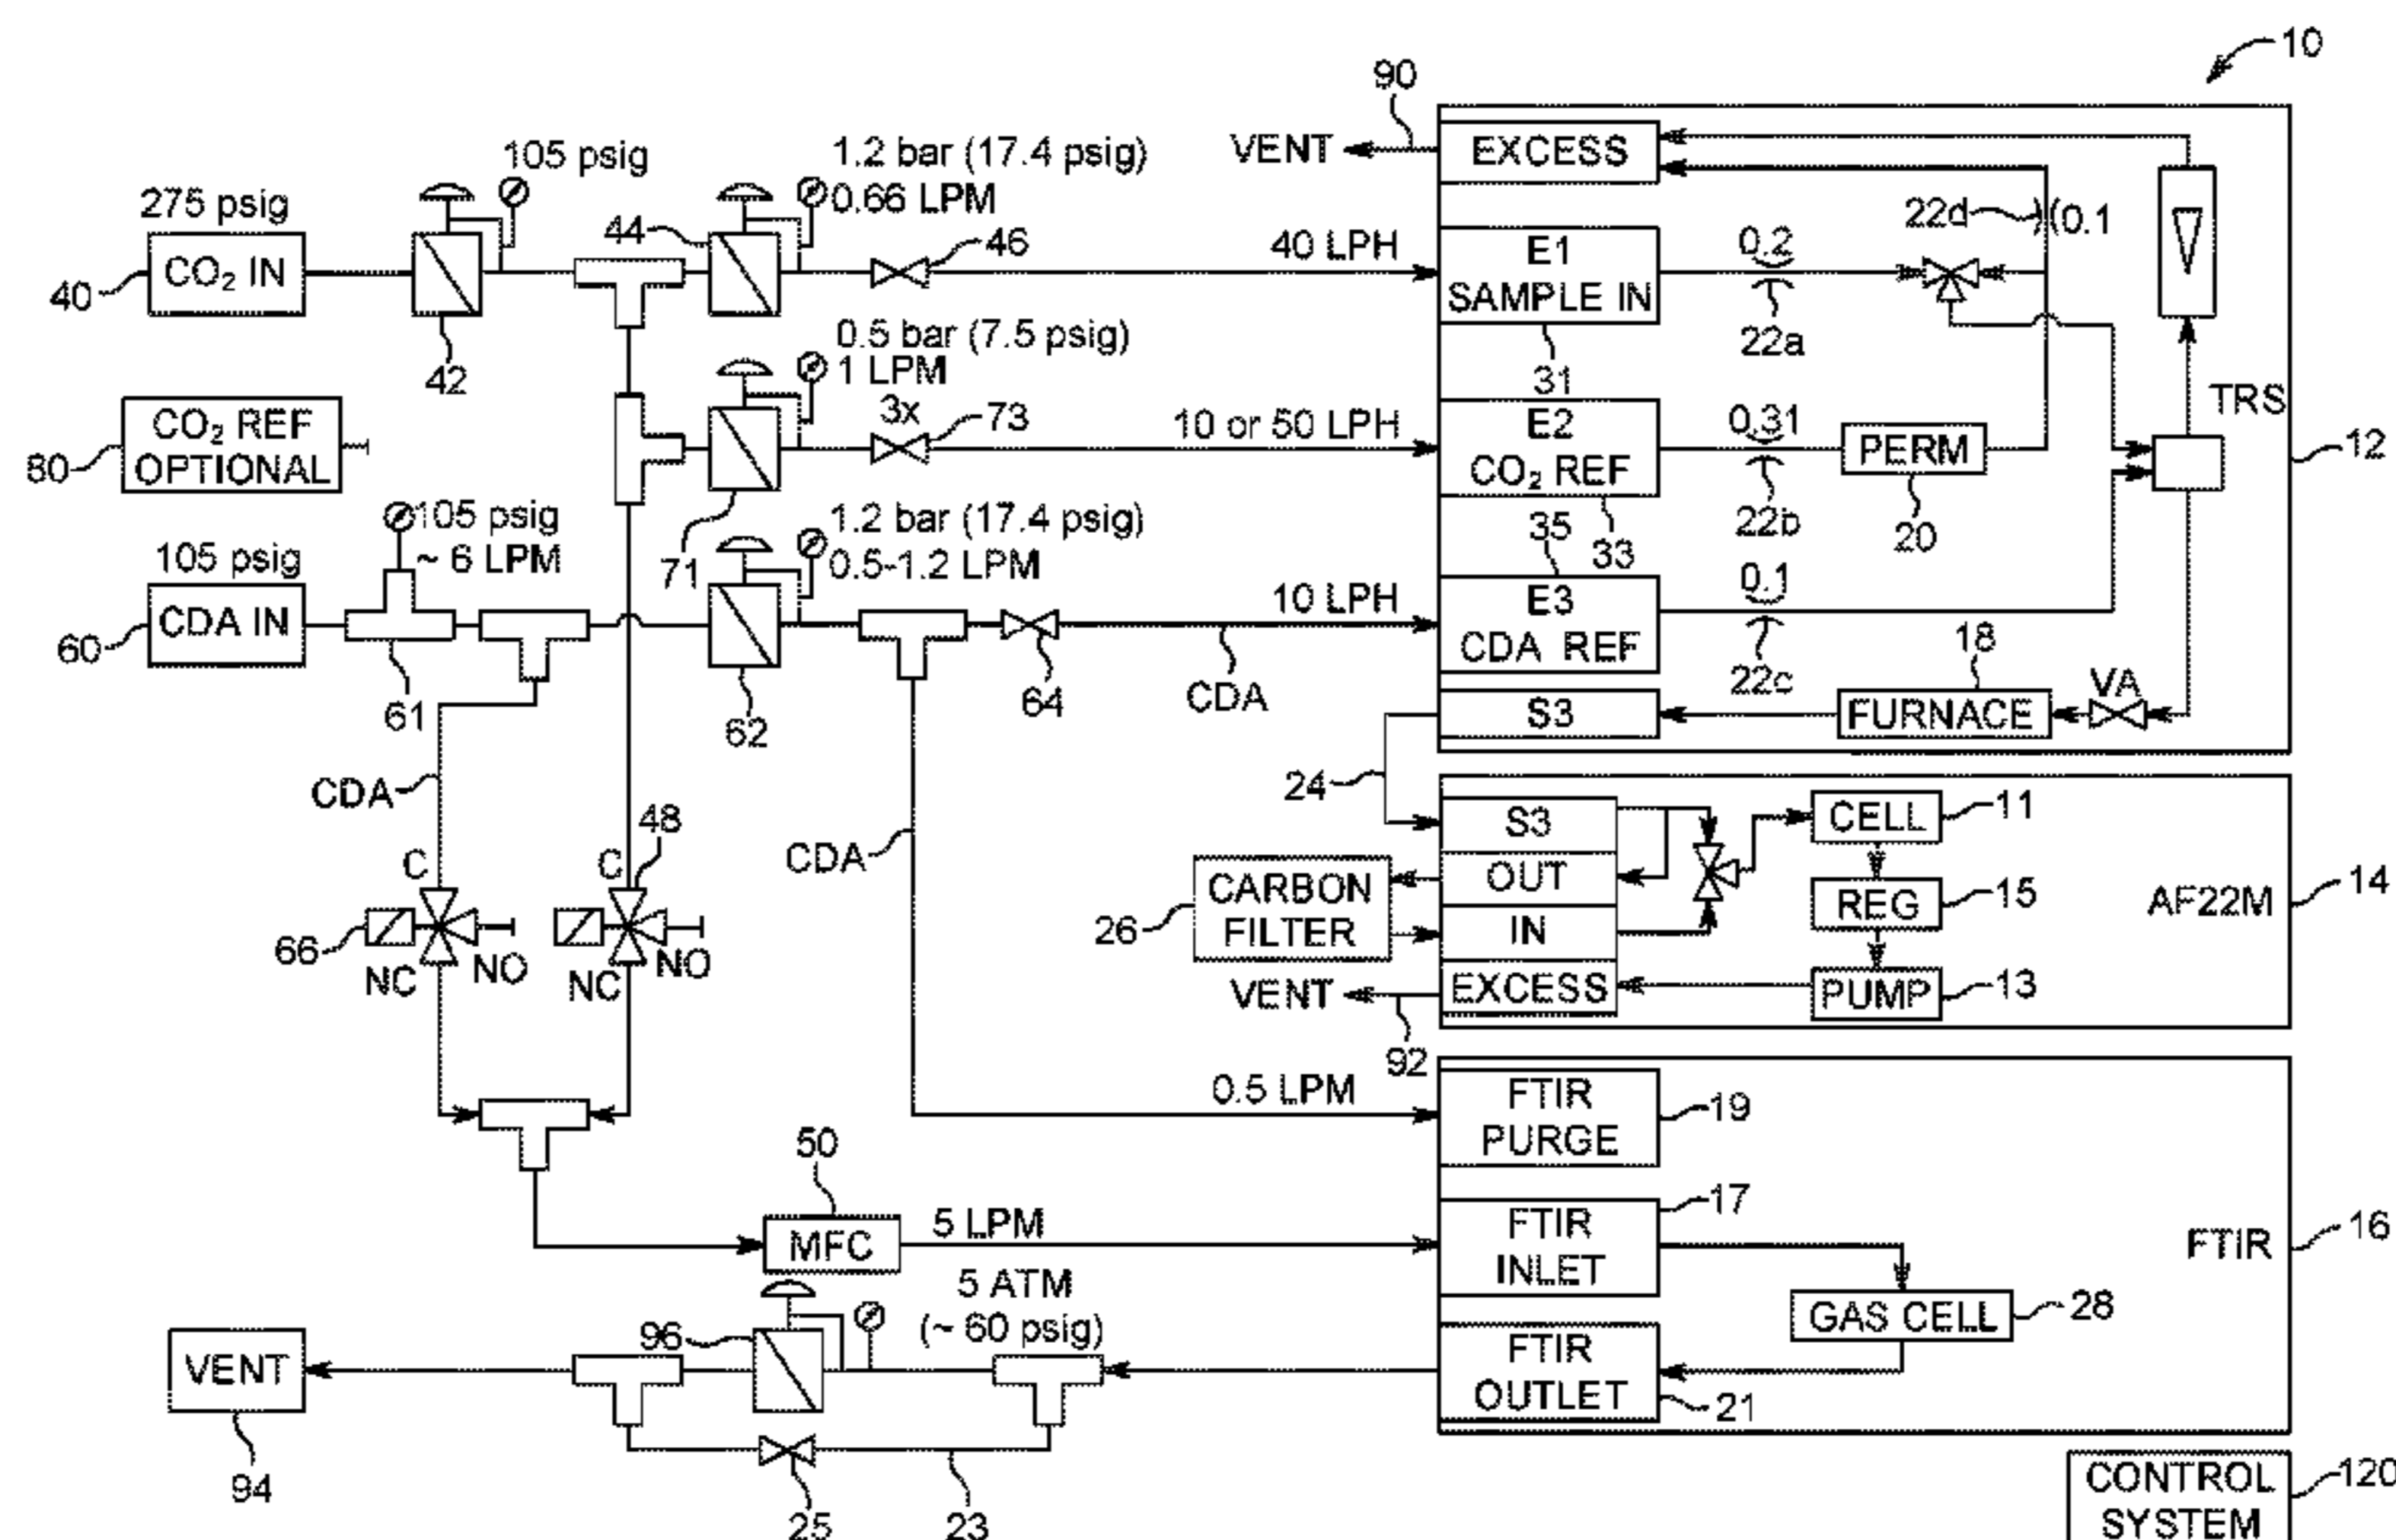 10
90
105 psig
1.2 bar (17.4 psig)
0.66 LPM
VENT
EXCESS
275 psig
CO₂ IN
40
42
44
46
40 LPH
E1
SAMPLE IN
31
0.2
22a
22d
0.1
0.5 bar (7.5 psig)
1 LPM
3x
73
71
10 or 50 LPH
E2
CO₂ REF
33
0.31
22b
PERM
20
TRS
12
CO₂ REF
OPTIONAL
80
105 psig
~ 6 LPM
105 psig
CDA IN
60
61
1.2 bar (17.4 psig)
0.5-1.2 LPM
62
64
10 LPH
CDA
35
E3
CDA REF
0.1
22c
18
VA
S3
FURNACE
CDA
CDA
24
C
C
48
66
NC
NO
NC
NO
S3
OUT
IN
EXCESS
CARBON
FILTER
26
VENT
92
CELL
11
REG
15
PUMP
13
AF22M
14
0.5 LPM
FTIR
PURGE
19
50
MFC
5 LPM
FTIR
INLET
17
FTIR
16
5 ATM
(~ 60 psig)
96
GAS CELL
28
FTIR
OUTLET
21
VENT
94
25
23
CONTROL
SYSTEM
120